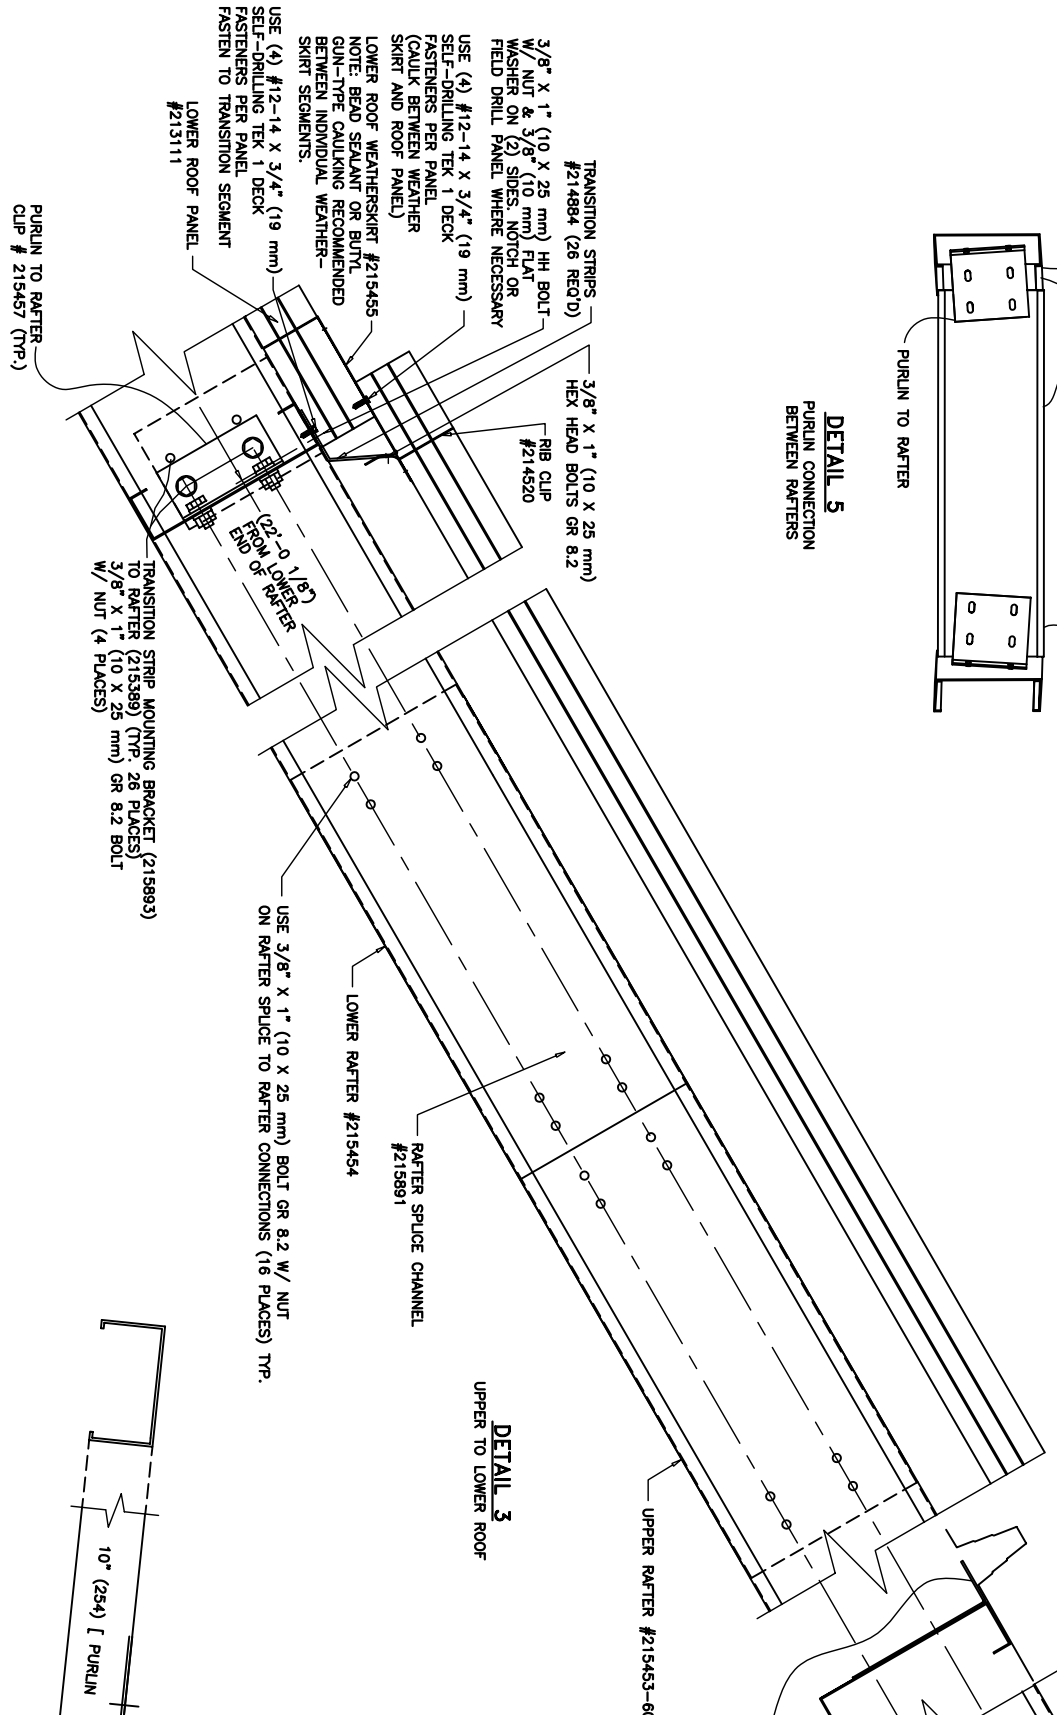 3/8" X 1" (10 X 25 mm) HH BOLT
W/ NUT & 3/8" (10 mm) FLAT
WASHER ON (2) SIDES. NOTCH OR
FIELD DRILL PANEL WHERE NECESSARY
USE (4) #12-14 X 3/4" (19 mm)
SELF-DRILLING TEK 1 DECK
FASTENERS PER PANEL
(CAULK BETWEEN WEATHER
SKIRT AND ROOF PANEL)
LOWER ROOF WEATHERSKIRT #215455
NOTE: BEAD SEALANT OR BUTYL
GUN-TYPE CAULKING RECOMMENDED
BETWEEN INDIVIDUAL WEATHER-
SKIRT SEGMENTS.
USE (4) #12-14 X 3/4" (19 mm)
SELF-DRILLING TEK 1 DECK
FASTENERS PER PANEL
FASTEN TO TRANSITION SEGMENT
LOWER ROOF PANEL
#213111
PURLIN TO RAFTER
CLIP # 215457 (TYP.)
TRANSITION STRIPS
#214884 (26 REQ'D)
3/8" X 1" (10 X 25 mm)
HEX HEAD BOLTS GR 8.2
RIB CLIP
#214520
(22'-0 1/8")
FROM LOWER
END OF RAFTER
TRANSITION STRIP MOUNTING BRACKET (215893)
TO RAFTER (215389) (TYP. 26 PLACES)
3/8" X 1" (10 X 25 mm) GR 8.2 BOLT
W/ NUT (4 PLACES)
PURLIN TO RAFTER
DETAIL 5
PURLIN CONNECTION
BETWEEN RAFTERS
USE 3/8" X 1" (10 X 25 mm) BOLT GR 8.2 W/ NUT
ON RAFTER SPLICE TO RAFTER CONNECTIONS (16 PLACES) TYP.
LOWER RAFTER #215454
RAFTER SPLICE CHANNEL
#215891
DETAIL 3
UPPER TO LOWER ROOF
UPPER RAFTER #215453-60
10" (254) [ PURLIN